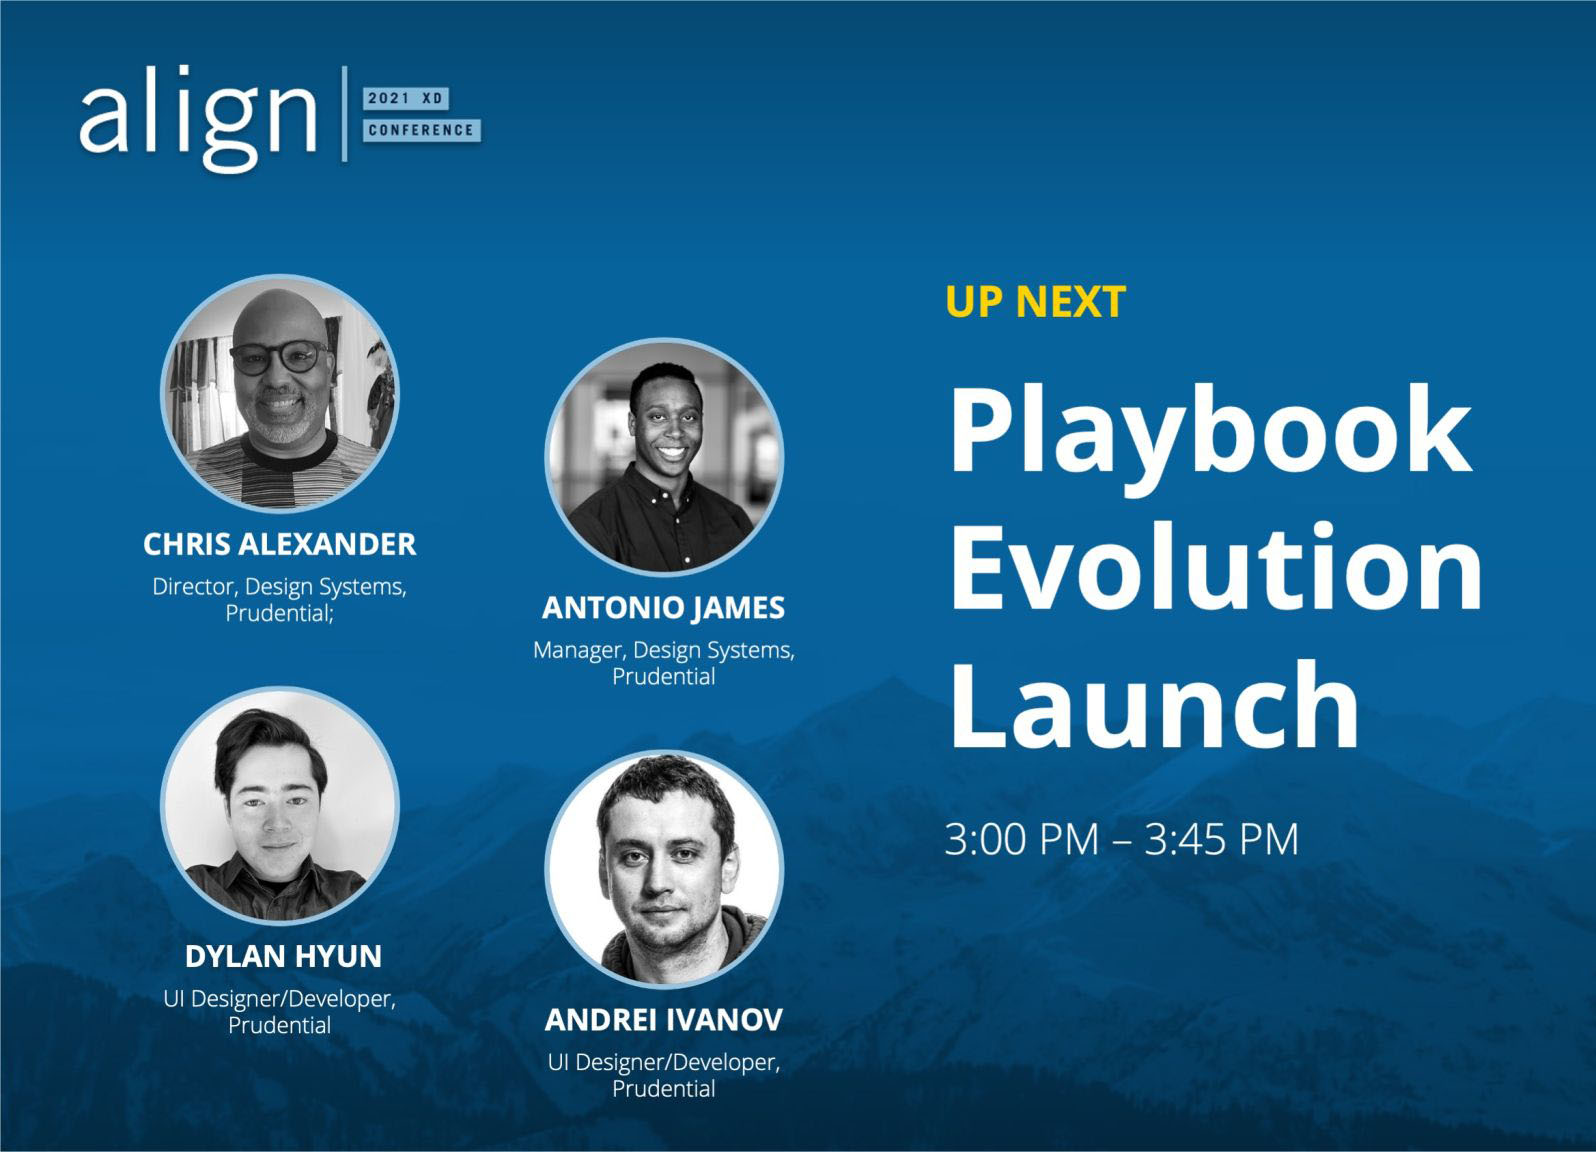 align
2021 XD
CONFERENCE
CHRIS ALEXANDER
Director, Design Systems,
Prudential;
ANTONIO JAMES
Manager, Design Systems,
Prudential
DYLAN HYUN
UI Designer/Developer,
Prudential
ANDREI IVANOV
UI Designer/Developer,
Prudential
UP NEXT
Playbook
Evolution
Launch
3:00 PM – 3:45 PM